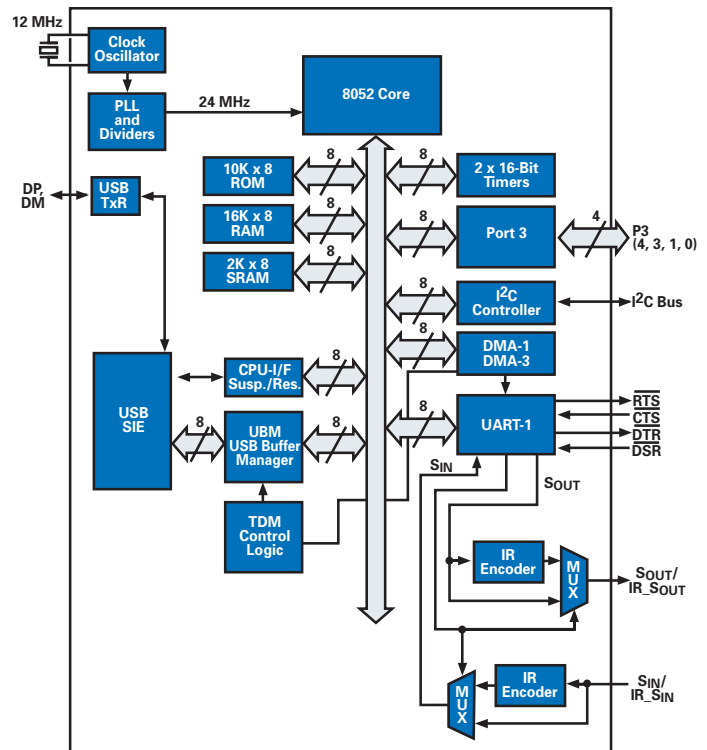 12 MHz
Clock
Oscillator
PLL
and
Dividers
24 MHz
8052 Core
DP,
DM
USB
TxR
10K x 8
ROM
8
8
2 x 16-Bit
Timers
16K x 8
RAM
8
8
Port 3
4
P3
(4, 3, 1, 0)
2K x 8
SRAM
8
8
I²C
Controller
I²C Bus
8
DMA-1
DMA-3
USB
SIE
CPU-I/F
Susp./Res.
8
8
UBM
USB Buffer
Manager
8
8
UART-1
RTS
CTS
DTR
DSR
SIN
SOUT
TDM
Control
Logic
IR
Encoder
MUX
SOUT/
IR_SOUT
MUX
IR
Encoder
SIN/
IR_SIN